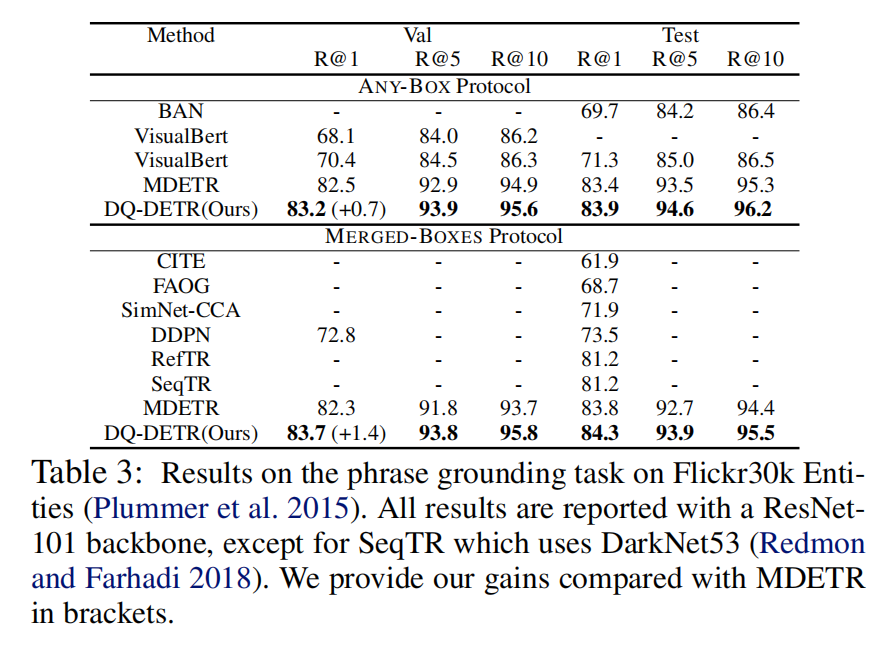 Method Val Test
R@1 R@5 R@10 R@1 R@5 R@10
ANY-BOX Protocol
BAN - - - 69.7 84.2 86.4
VisualBert 68.1 84.0 86.2 - - -
VisualBert 70.4 84.5 86.3 71.3 85.0 86.5
MDETR 82.5 92.9 94.9 83.4 93.5 95.3
DQ-DETR(Ours) 83.2 (+0.7) 93.9 95.6 83.9 94.6 96.2
MERGED-BOXES Protocol
CITE - - - 61.9 - -
FAOG - - - 68.7 - -
SimNet-CCA - - - 71.9 - -
DDPN 72.8 - - 73.5 - -
RefTR - - - 81.2 - -
SeqTR - - - 81.2 - -
MDETR 82.3 91.8 93.7 83.8 92.7 94.4
DQ-DETR(Ours) 83.7 (+1.4) 93.8 95.8 84.3 93.9 95.5
Table 3: Results on the phrase grounding task on Flickr30k Enti-
ties (Plummer et al. 2015). All results are reported with a ResNet-
101 backbone, except for SeqTR which uses DarkNet53 (Redmon
and Farhadi 2018). We provide our gains compared with MDETR
in brackets.